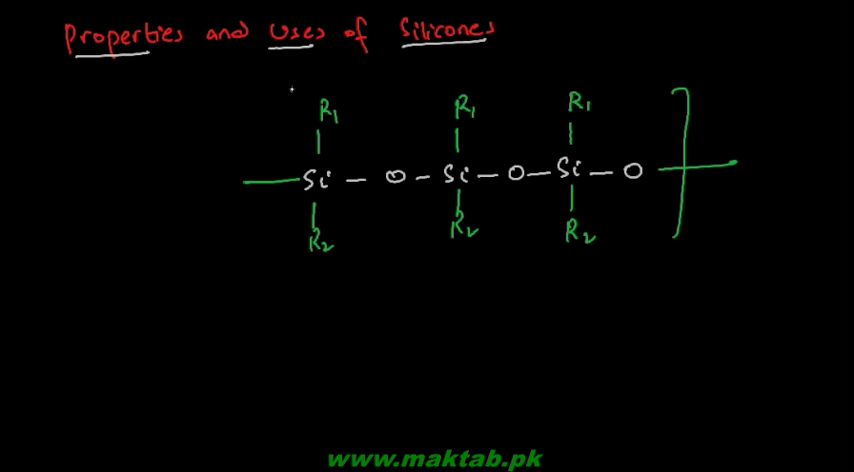 Properties and Uses of Silicones
R1 R1 R1
Si – O – Si – O – Si – O
R2 R2 R2
www.maktab.pk